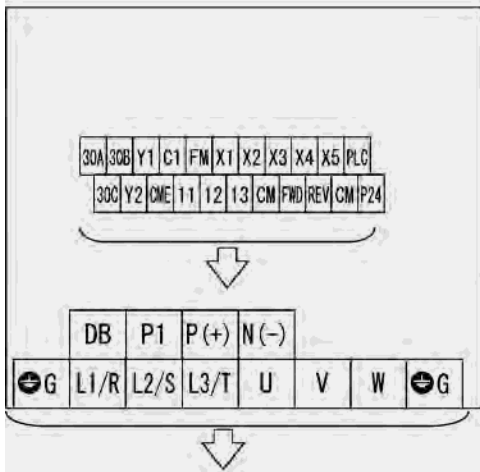 30A 30B Y1 C1 FM X1 X2 X3 X4 X5 PLC
30C Y2 CME 11 12 13 CM FWD REV CM P24
DB P1 P(+) N(-)
G L1/R L2/S L3/T U V W G